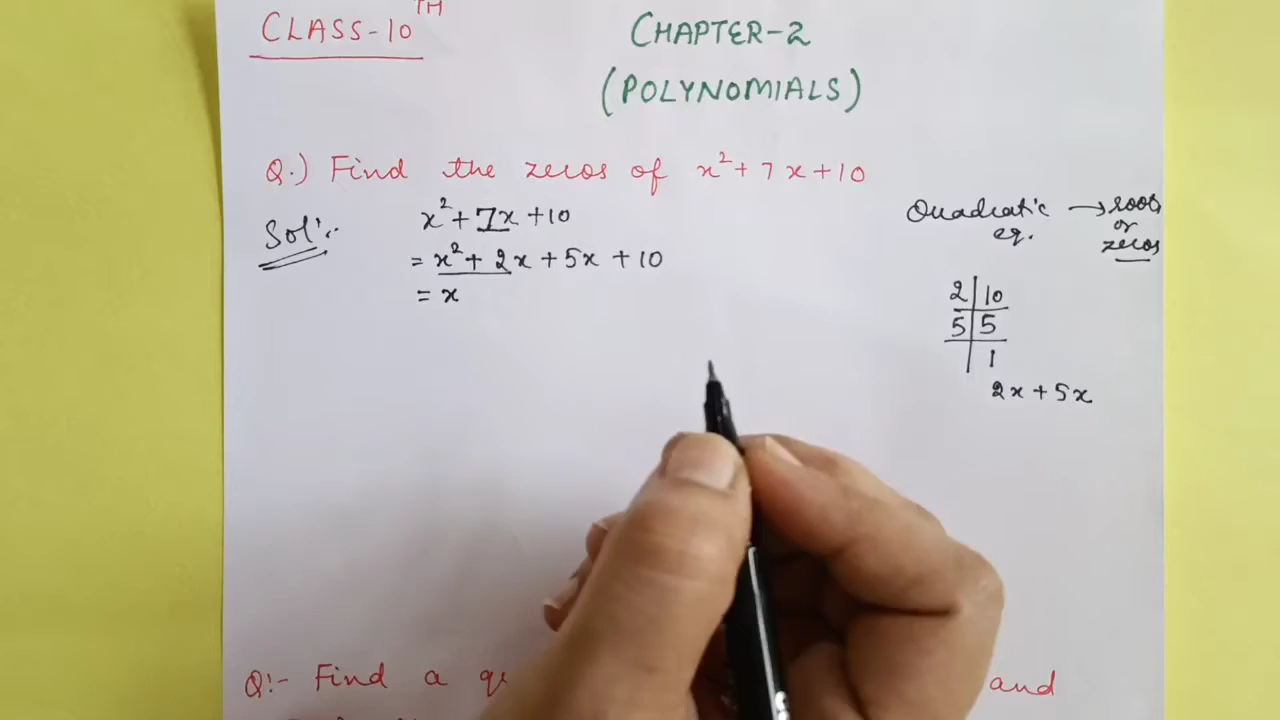 CLASS-10TH
CHAPTER-2
(POLYNOMIALS)
Q.) Find the zeros of x²+7x+10
Sol':
x²+7x+10
= x²+2x+5x+10
= x
Quadratic eq. → roots or zeros
2|10
5|5
|1
2x+5x
Q:- Find a and